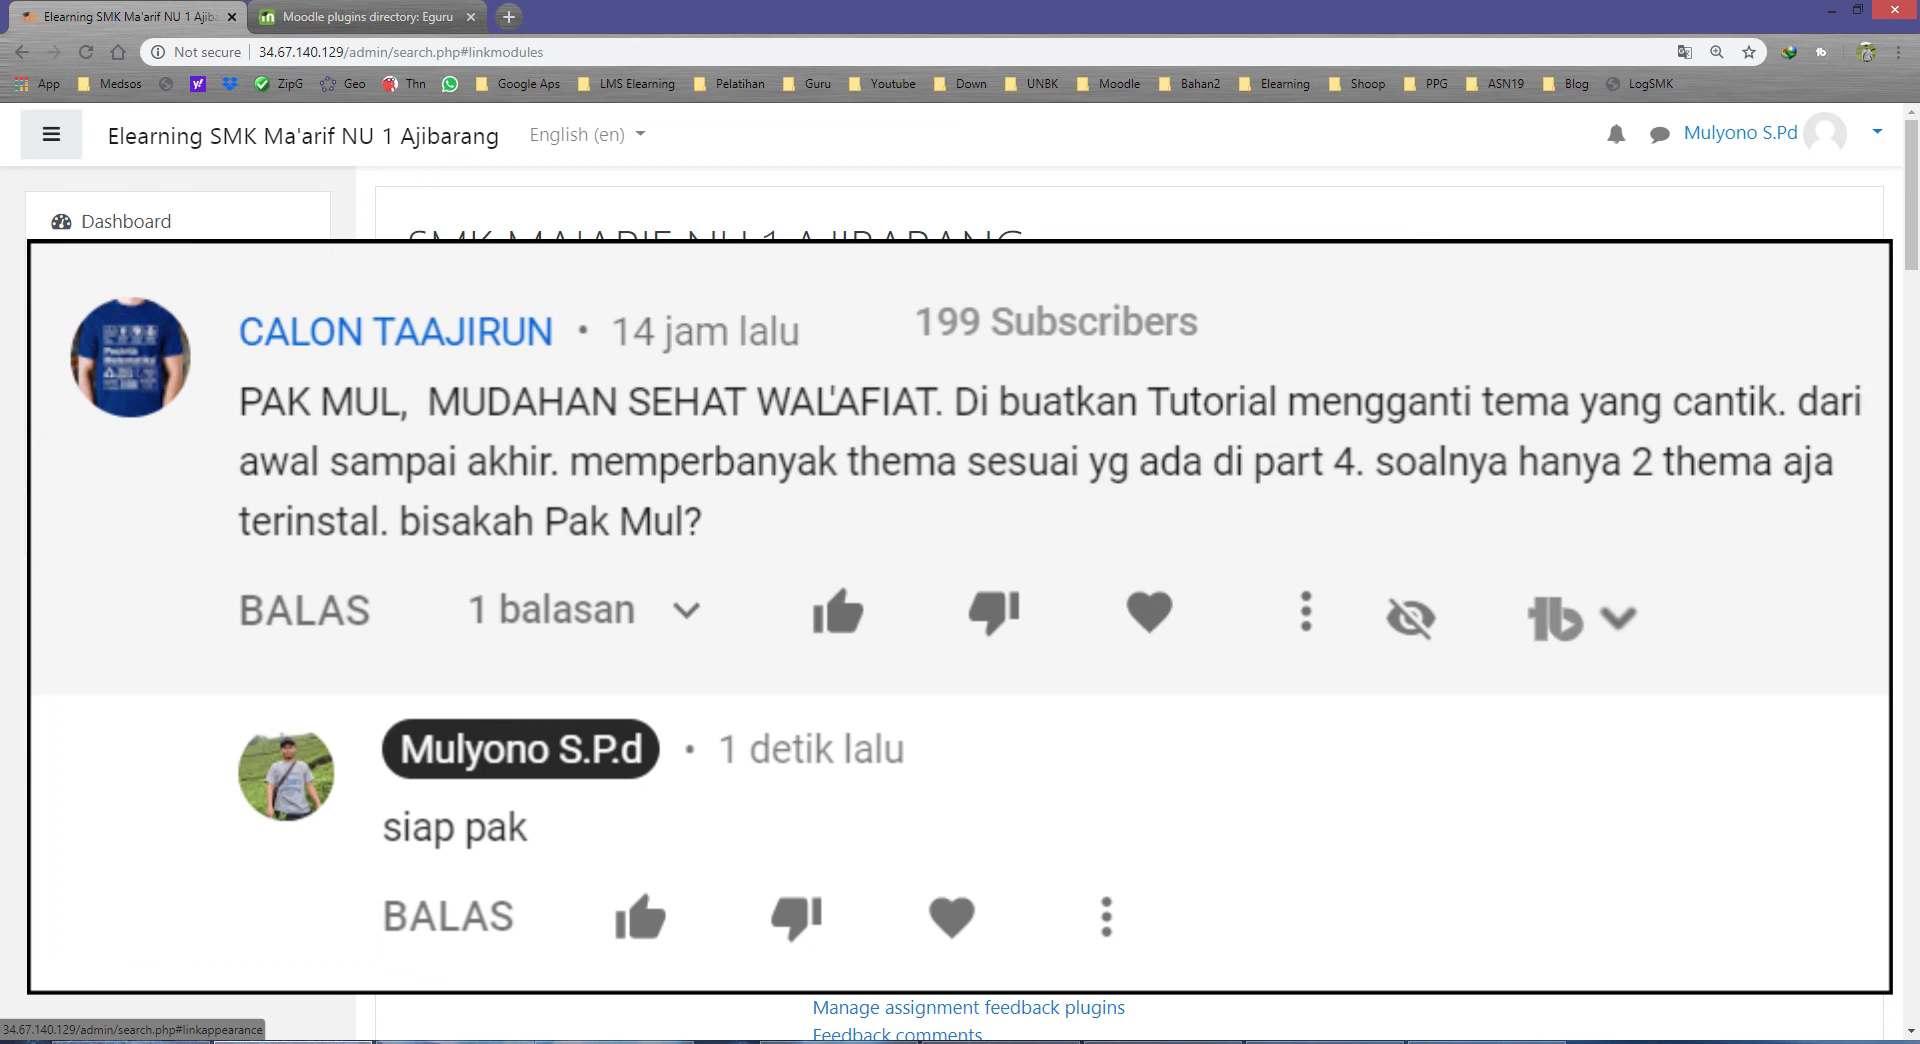 Elearning SMK Ma'arif NU 1 Ajiba
Moodle plugins directory: Eguru
Not secure
34.67.140.129/admin/search.php#linkmodules
App Medsos ZipG Geo Thn Google Aps LMS Elearning Pelatihan Guru Youtube Down UNBK Moodle Bahan2 Elearning Shoop PPG ASN19 Blog LogSMK
Elearning SMK Ma'arif NU 1 Ajibarang English (en) Mulyono S.Pd
Dashboard
SMK MA'ARIF NU 1 AJIBARANG
CALON TAAJIRUN • 14 jam lalu 199 Subscribers
PAK MUL, MUDAHAN SEHAT WAL'AFIAT. Di buatkan Tutorial mengganti tema yang cantik. dari
awal sampai akhir. memperbanyak thema sesuai yg ada di part 4. soalnya hanya 2 thema aja
terinstal. bisakah Pak Mul?
BALAS 1 balasan
Mulyono S.P.d • 1 detik lalu
siap pak
BALAS
Manage assignment feedback plugins
Feedback comments
34.67.140.129/admin/search.php#linkappearance